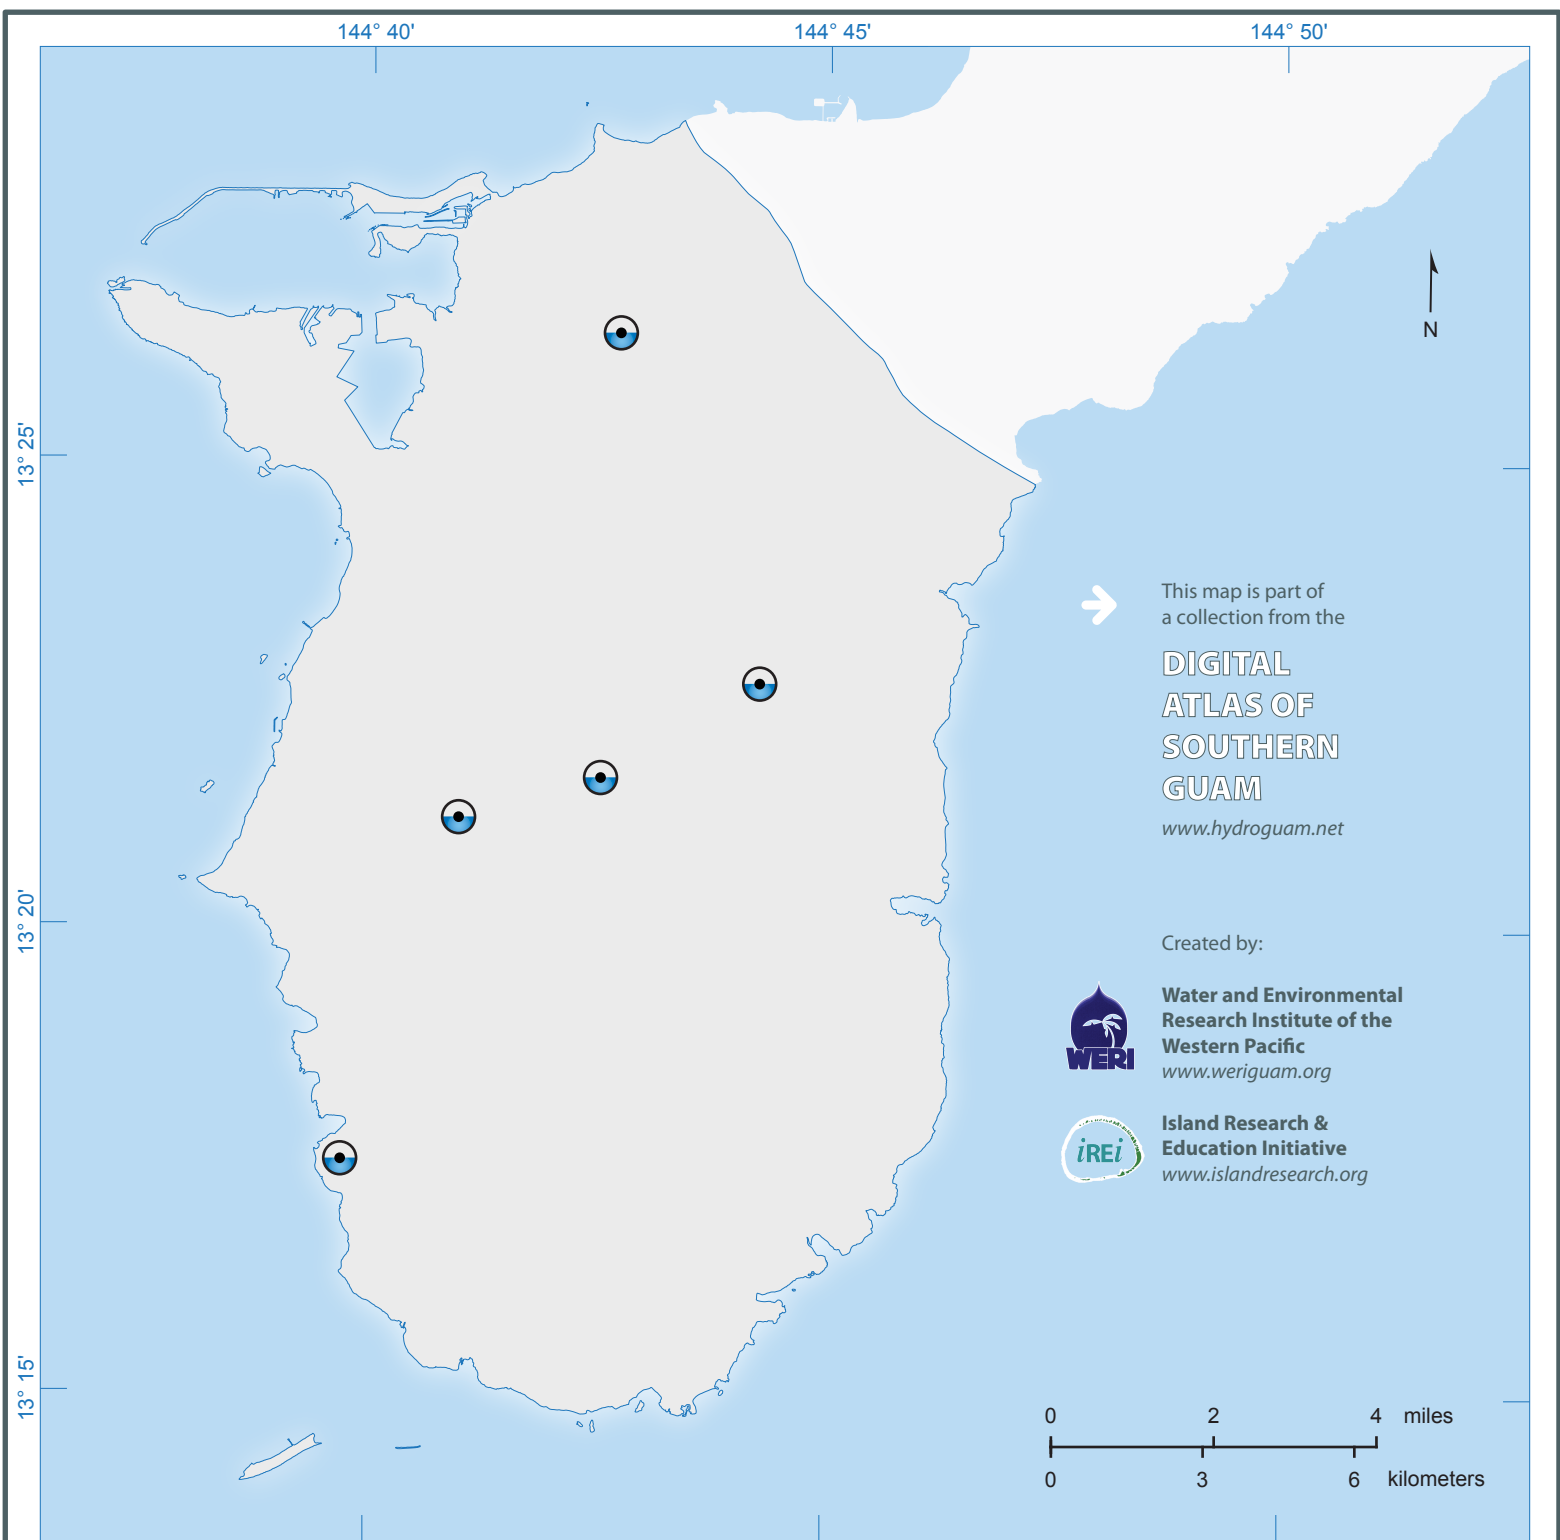 144° 40'
144° 45'
144° 50'
N
13° 25'
This map is part of
a collection from the
DIGITAL
ATLAS OF
SOUTHERN
GUAM
www.hydroguam.net
13° 20'
Created by:
Water and Environmental
Research Institute of the
Western Pacific
www.weriguam.org
WERI
Island Research &
Education Initiative
www.islandresearch.org
iREi
13° 15'
0 2 4 miles
0 3 6 kilometers